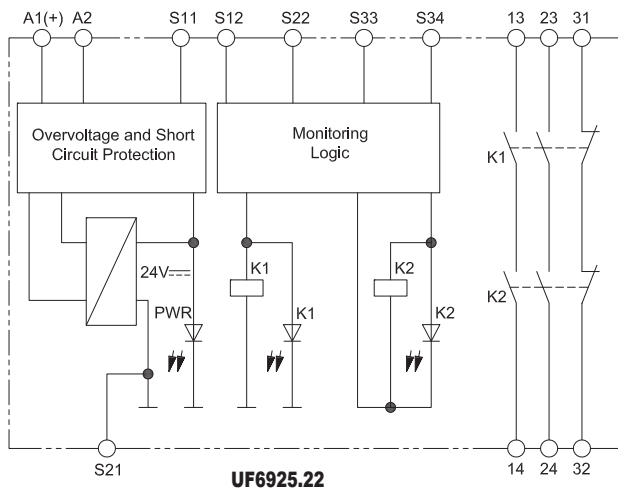 A1(+) A2 S11 S12 S22 S33 S34 13 23 31
Overvoltage and Short
Circuit Protection
Monitoring
Logic
K1
24V
K1
K2
K2
PWR
K1
K2
S21
14 24 32
UF6925.22